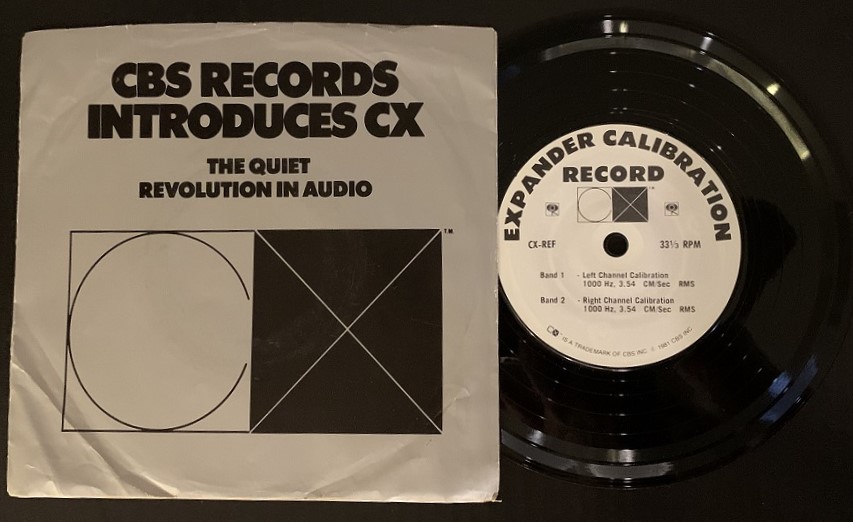 CBS RECORDS
INTRODUCES CX
THE QUIET
REVOLUTION IN AUDIO
TM
EXPANDER CALIBRATION
RECORD
TM
CX-REF
33⅓ RPM
Band 1 - Left Channel Calibration
1000 Hz, 3.54 CM/Sec RMS
Band 2 - Right Channel Calibration
1000 Hz, 3.54 CM/Sec RMS
CX™ IS A TRADEMARK OF CBS INC. © 1981 CBS INC